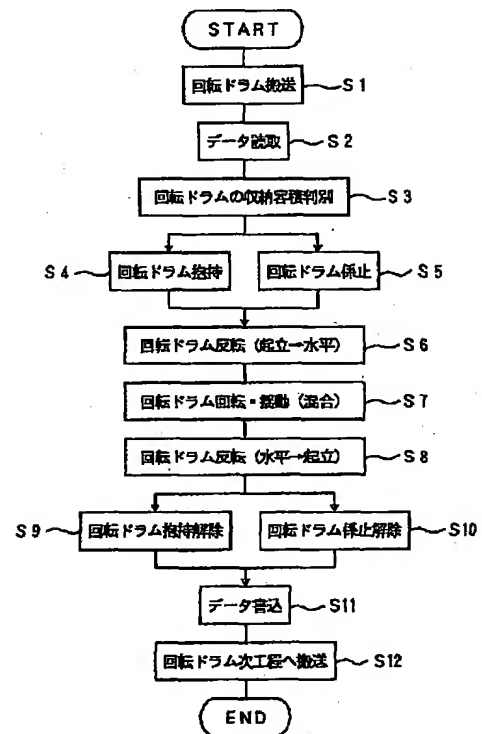 START
回転ドラム搬送 S1
データ読取 S2
回転ドラムの収納容積判別 S3
S4 回転ドラム抱持 回転ドラム係止 S5
回転ドラム反転（起立→水平） S6
回転ドラム回転・揺動（混合） S7
回転ドラム反転（水平→起立） S8
S9 回転ドラム抱持解除 回転ドラム係止解除 S10
データ書込 S11
回転ドラム次工程へ搬送 S12
END